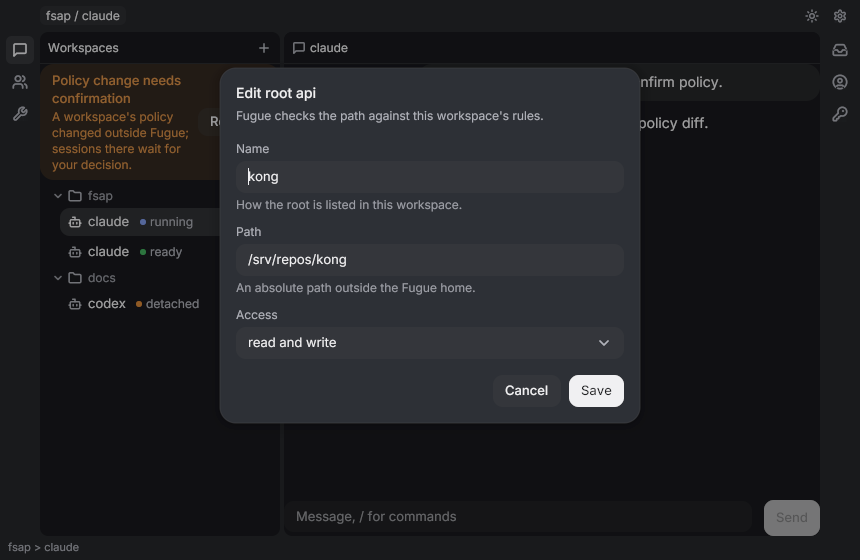 fsap / claude
Workspaces
claude
Policy change needs
confirmation
A workspace's policy
changed outside Fugue;
sessions there wait for
your decision.
fsap
claude running
claude ready
docs
codex detached
policy.
policy diff.
Edit root api
Fugue checks the path against this workspace's rules.
Name
kong
How the root is listed in this workspace.
Path
/srv/repos/kong
An absolute path outside the Fugue home.
Access
read and write
Cancel
Save
Message, / for commands
Send
fsap > claude